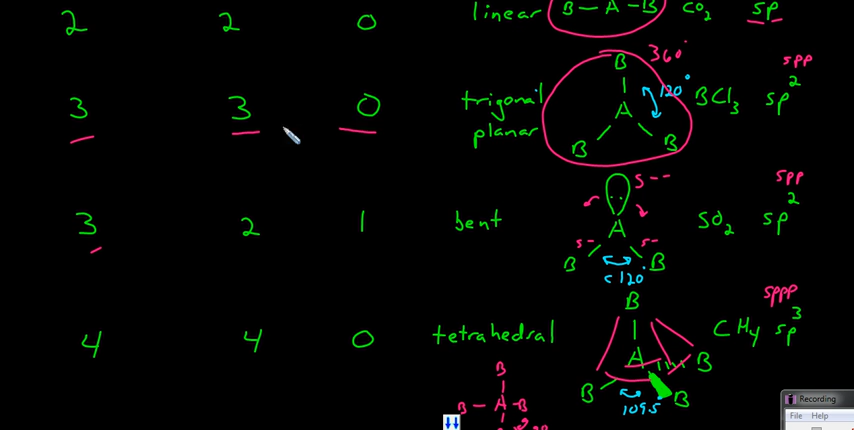 2 2 0 linear B — A — B CO2 sp
3 3 0 trigonal planar BCl3 sp2 spp
B 360°
A 120°
B B
3 2 1 bent SO2 sp2 spp
: δ--
A
δ- δ-
B B
<120°
4 4 0 tetrahedral CH4 sp3 sppp
B
A B
B B
109.5
B
B — A — B
Recording
File Help